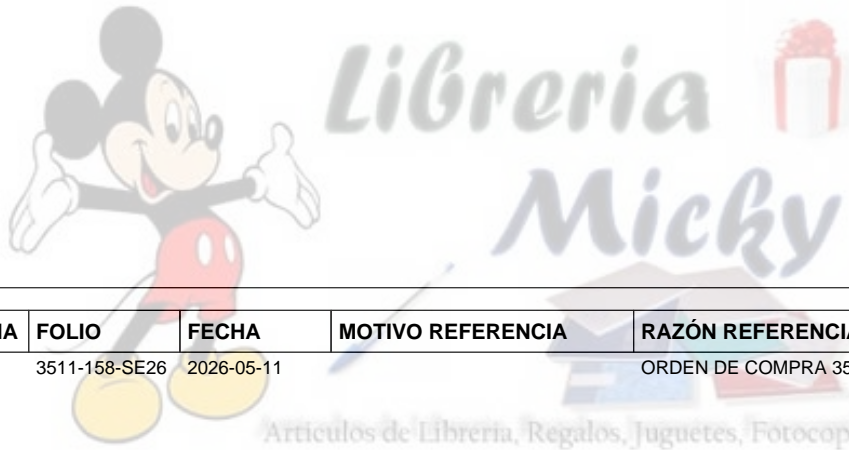 Libreria
Micky
IA FOLIO FECHA MOTIVO REFERENCIA RAZÓN REFERENCIA
3511-158-SE26 2026-05-11 ORDEN DE COMPRA 35
Articulos de Libreria, Regalos, Juguetes, Fotocop